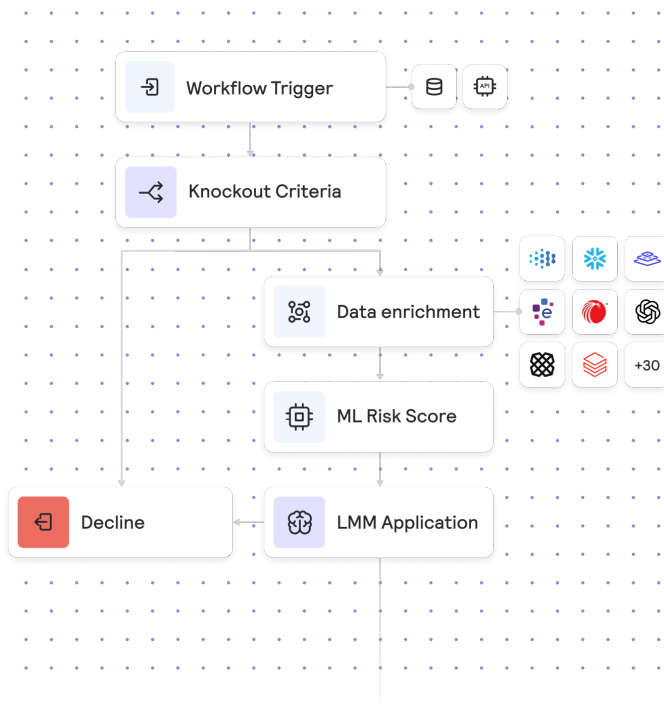 Workflow Trigger
API
Knockout Criteria
Data enrichment
e
+30
ML Risk Score
Decline
LMM Application